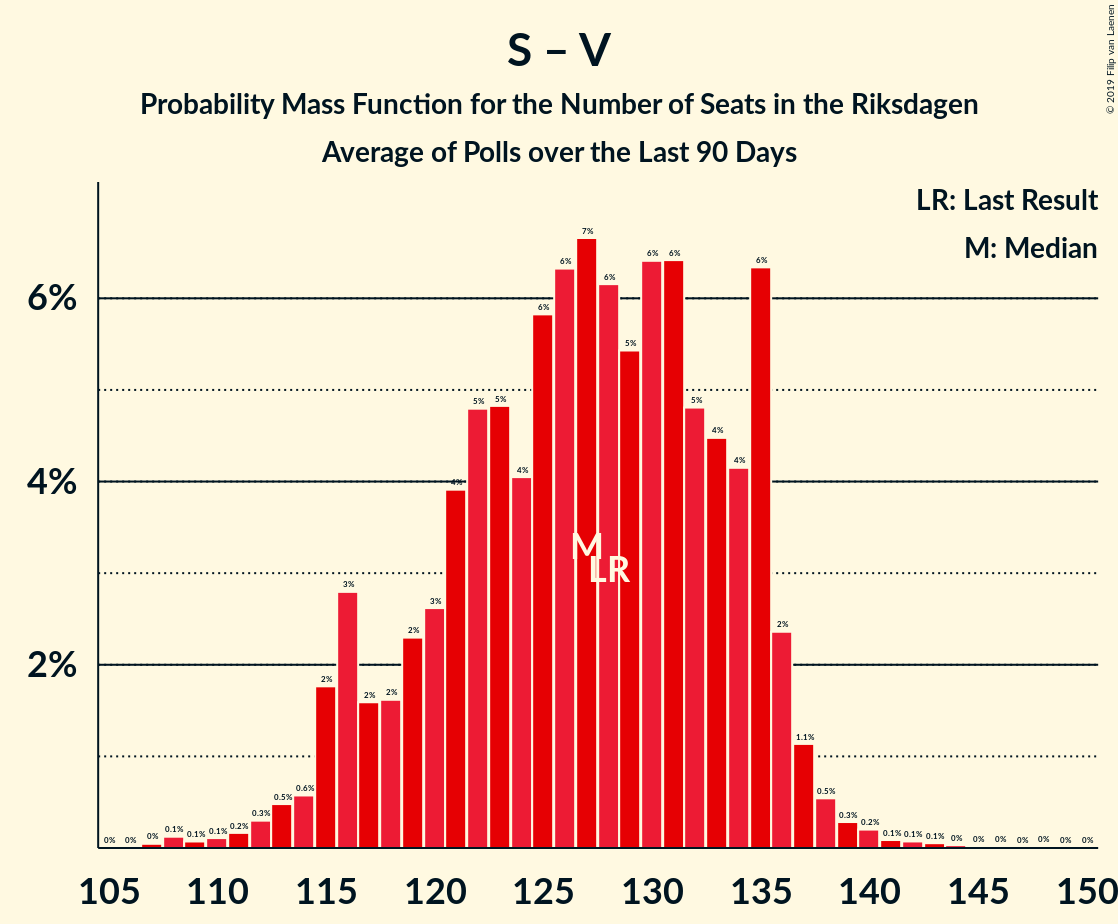 S – V
Probability Mass Function for the Number of Seats in the Riksdagen
Average of Polls over the Last 90 Days
© 2019 Filip van Laenen
LR: Last Result
M: Median
6%
4%
2%
0% 0% 0% 0.1% 0.1% 0.1% 0.2% 0.3% 0.5% 0.6% 2% 3% 2% 2% 2% 3% 4% 5% 5% 4% 6% 6% 7% 6% 5% 6% 6% 5% 4% 4% 6% 2% 1.1% 0.5% 0.3% 0.2% 0.1% 0.1% 0.1% 0% 0% 0% 0% 0% 0% 0%
M
LR
105 110 115 120 125 130 135 140 145 150